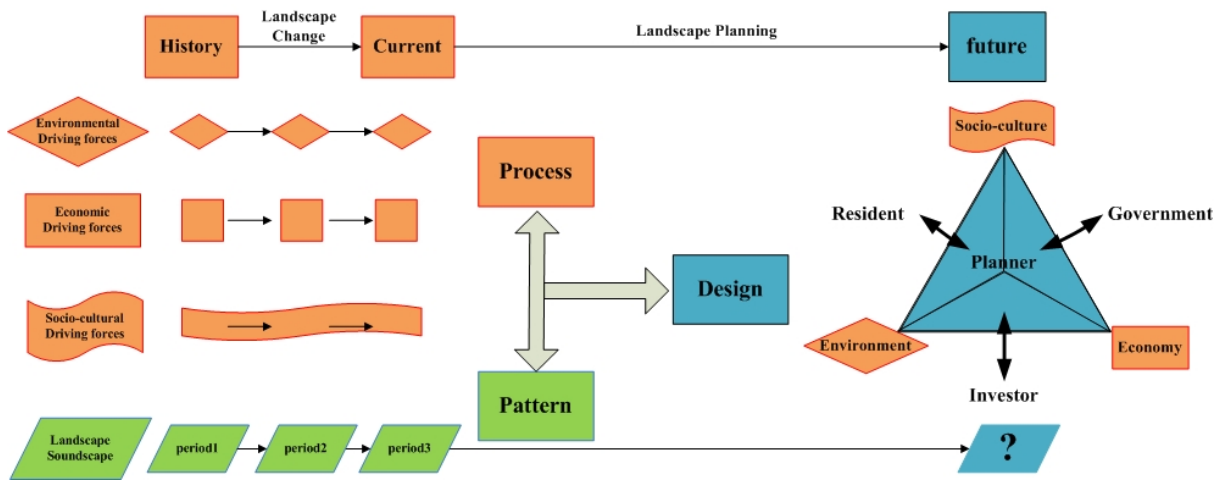 Landscape
Change
History
Current
Landscape Planning
future
Environmental
Driving forces
Socio-culture
Process
Economic
Driving forces
Resident
Government
Planner
Design
Socio-cultural
Driving forces
Environment
Economy
Investor
Pattern
Landscape
Soundscape
period1
period2
period3
?